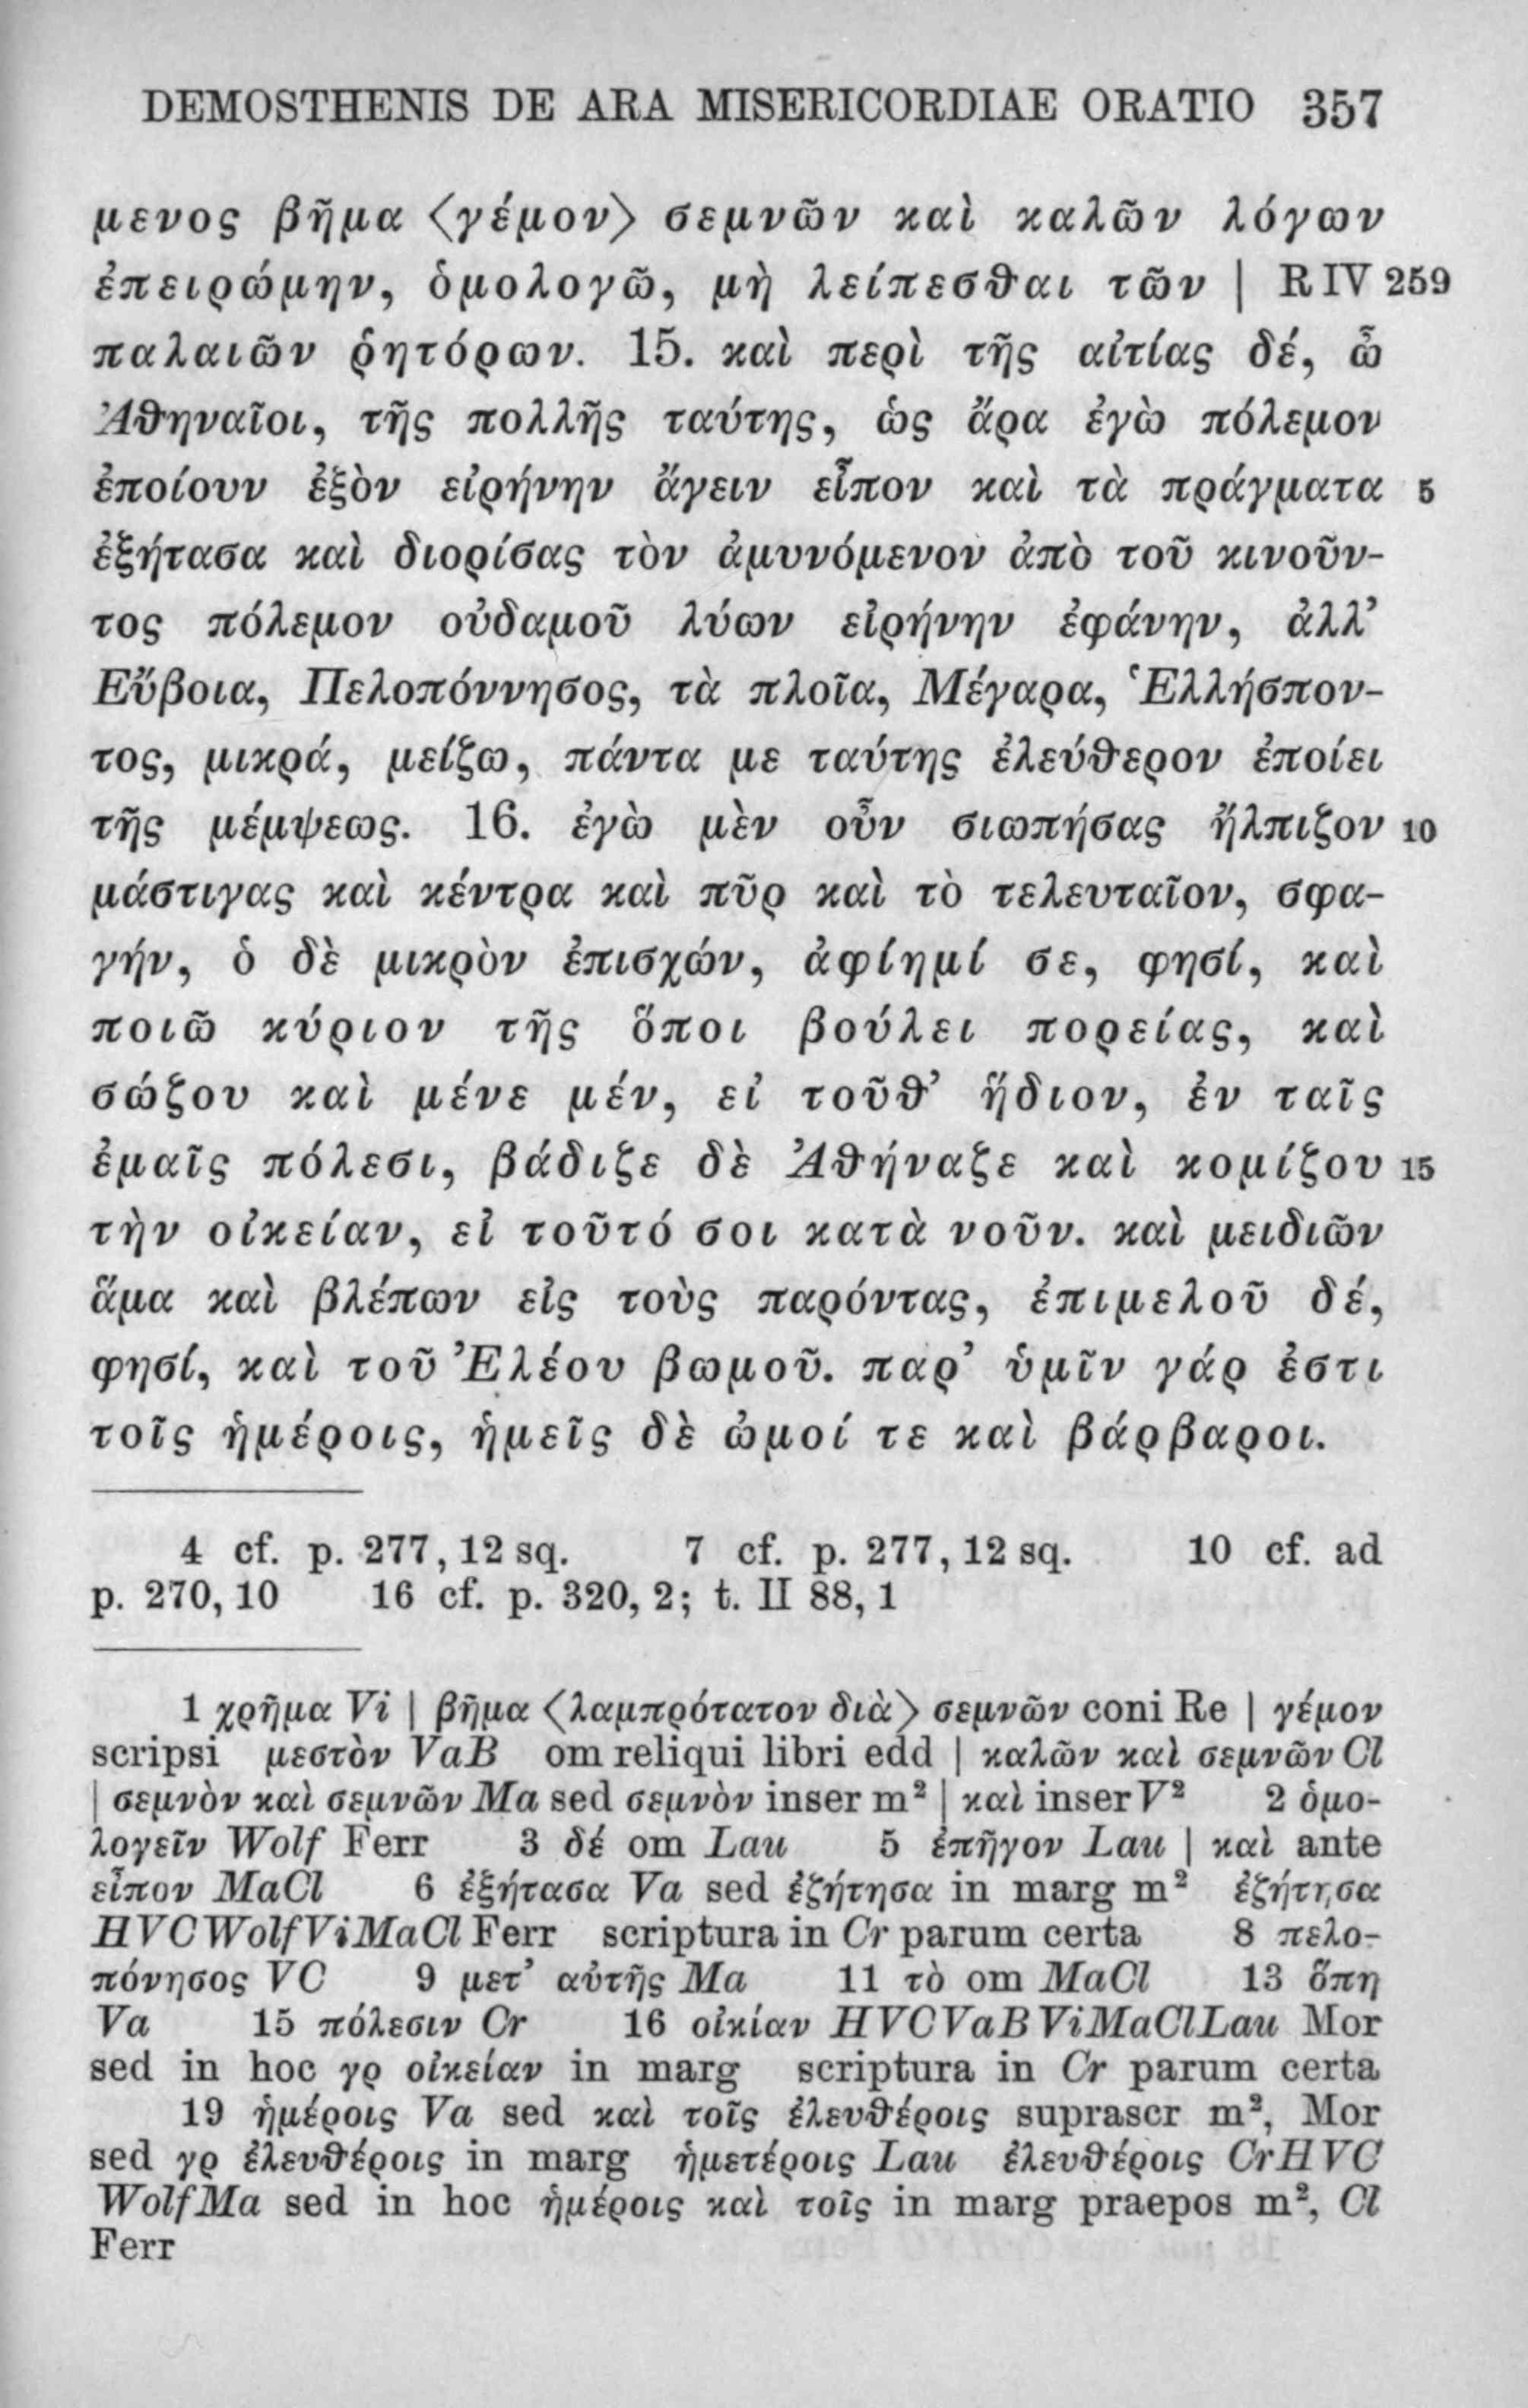 DEMOSTHENIS DE ARA MISERICORDIAE ORATIO 357
μενος βῆμα ⟨γέμον⟩ σεμνῶν καὶ καλῶν λόγων
ἐπειρώμην, ὁμολογῶ, μὴ λείπεσθαι τῶν | R IV 259
παλαιῶν ῥητόρων. 15. καὶ περὶ τῆς αἰτίας δέ, ὦ
Ἀθηναῖοι, τῆς πολλῆς ταύτης, ὡς ἄρα ἐγὼ πόλεμον
ἐποίουν ἐξὸν εἰρήνην ἄγειν εἶπον καὶ τὰ πράγματα 5
ἐξήτασα καὶ διορίσας τὸν ἀμυνόμενον ἀπὸ τοῦ κινοῦν-
τος πόλεμον οὐδαμοῦ λύων εἰρήνην ἐφάνην, ἀλλ’
Εὔβοια, Πελοπόννησος, τὰ πλοῖα, Μέγαρα, Ἑλλήσπον-
τος, μικρά, μείζω, πάντα με ταύτης ἐλεύθερον ἐποίει
τῆς μέμψεως. 16. ἐγὼ μὲν οὖν σιωπήσας ἤλπιζον 10
μάστιγας καὶ κέντρα καὶ πῦρ καὶ τὸ τελευταῖον, σφα-
γήν, ὁ δὲ μικρὸν ἐπισχών, ἀφίημί σε, φησί, καὶ
ποιῶ κύριον τῆς ὅποι βούλει πορείας, καὶ
σώζου καὶ μένε μέν, εἰ τοῦθ’ ἥδιον, ἐν ταῖς
ἐμαῖς πόλεσι, βάδιζε δὲ Ἀθήναζε καὶ κομίζου 15
τὴν οἰκείαν, εἰ τοῦτό σοι κατὰ νοῦν. καὶ μειδιῶν
ἅμα καὶ βλέπων εἰς τοὺς παρόντας, ἐπιμελοῦ δέ,
φησί, καὶ τοῦ Ἐλέου βωμοῦ. παρ’ ὑμῖν γάρ ἐστι
τοῖς ἡμέροις, ἡμεῖς δὲ ὠμοί τε καὶ βάρβαροι.
4 cf. p. 277, 12 sq. 7 cf. p. 277, 12 sq. 10 cf. ad
p. 270, 10 16 cf. p. 320, 2; t. II 88, 1
1 χρῆμα Vi | βῆμα ⟨λαμπρότατον διὰ⟩ σεμνῶν coni Re | γέμον
scripsi μεστὸν VaB om reliqui libri edd | καλῶν καὶ σεμνῶν Cl
| σεμνὸν καὶ σεμνῶν Ma sed σεμνὸν inser m² | καὶ inser V² 2 ὁμο-
λογεῖν Wolf Ferr 3 δέ om Lau 5 ἐπῆγον Lau | καὶ ante
εἶπον MaCl 6 ἐξήτασα Va sed ἐζήτησα in marg m² ἐζήτησα
HVCWolfViMaCl Ferr scriptura in Cr parum certa 8 πελο-
πόνησος VC 9 μετ’ αὐτῆς Ma 11 τὸ om MaCl 13 ὅπη
Va 15 πόλεσιν Cr 16 οἰκίαν HVCVaBViMaClLau Mor
sed in hoc γρ οἰκείαν in marg scriptura in Cr parum certa
19 ἡμέροις Va sed καὶ τοῖς ἐλευθέροις suprascr m², Mor
sed γρ ἐλευθέροις in marg ἡμετέροις Lau ἐλευθέροις CrHVC
WolfMa sed in hoc ἡμέροις καὶ τοῖς in marg praepos m², Cl
Ferr